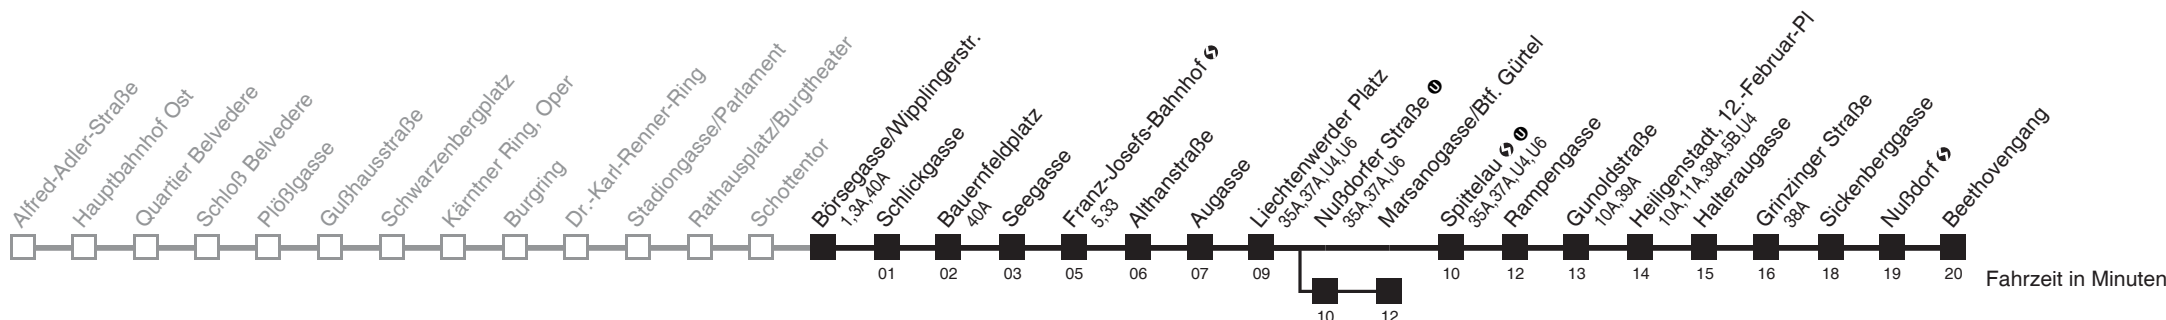 Alfred-Adler-Straße
Hauptbahnhof Ost
Quartier Belvedere
Schloß Belvedere
Plößlgasse
Gußhausstraße
Schwarzenbergplatz
Kärntner Ring, Oper
Burgring
Dr.-Karl-Renner-Ring
Stadiongasse/Parlament
Rathausplatz/Burgtheater
Schottentor
Börsegasse/Wipplingerstr.
1,3A,40A
Schlickgasse
Bauernfeldplatz
40A
Seegasse
Franz-Josefs-Bahnhof S
5,33
Althanstraße
Augasse
Liechtenwerder Platz
35A,37A,U4,U6
Nußdorfer Straße U
35A,37A,U6
Marsanogasse/Btf. Gürtel
Spittelau S U
35A,37A,U4,U6
Rampengasse
Gunoldstraße
10A,39A
Heiligenstadt, 12.-Februar-Pl
10A,11A,38A,5B,U4
Halteraugasse
Grinzinger Straße
38A
Sickenberggasse
Nußdorf S
Beethovengang
01 02 03 05 06 07 09 10 12 13 14 15 16 18 19 20
Fahrzeit in Minuten
10 12